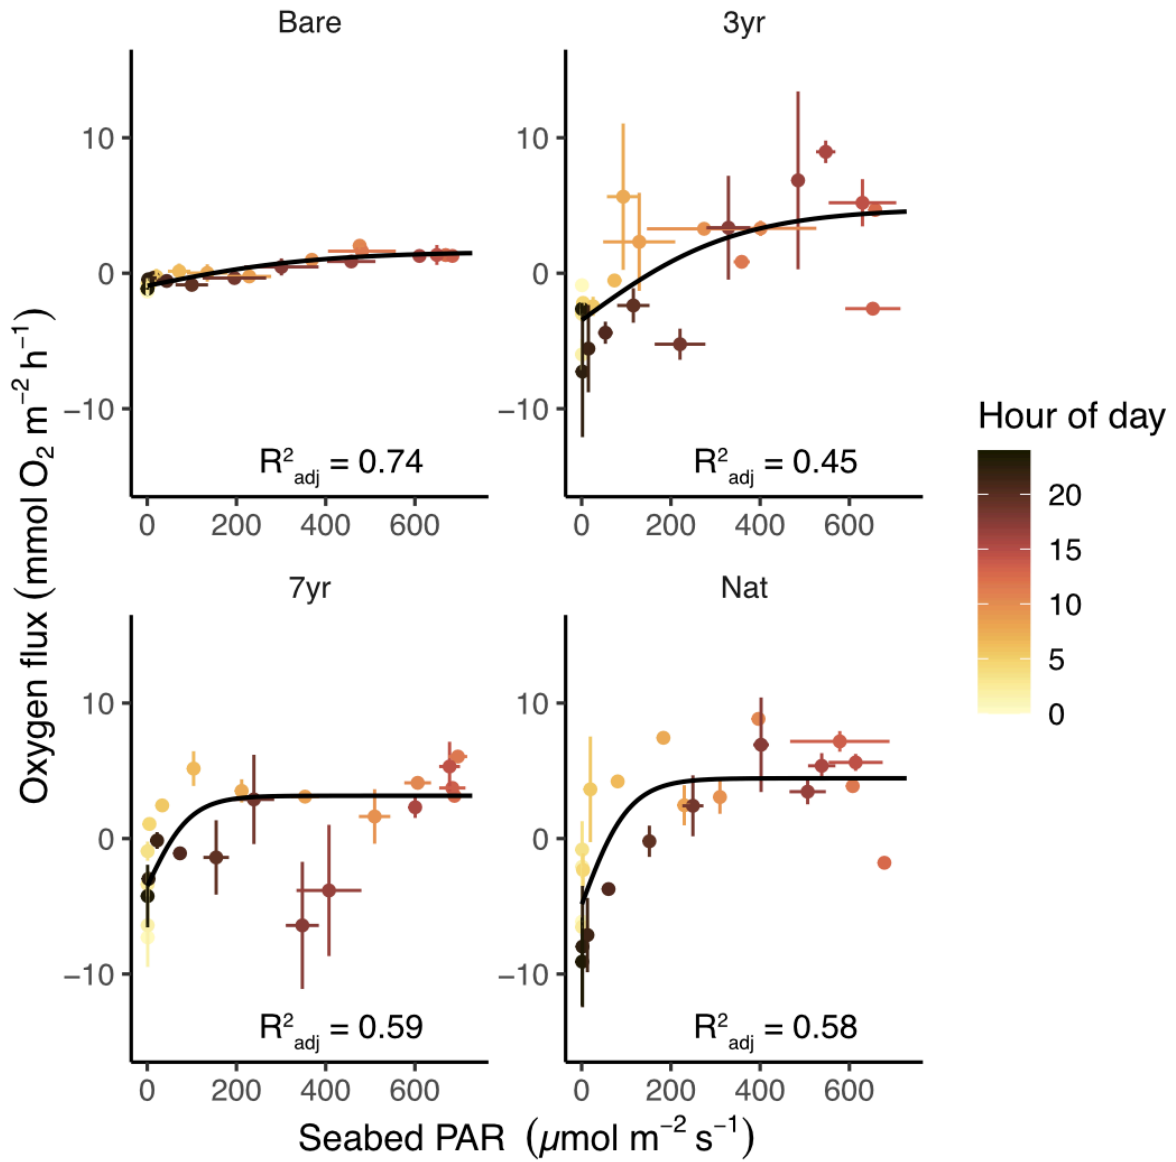 Bare
3yr
10
0
−10
R²adj = 0.74
0 200 400 600
10
0
−10
R²adj = 0.45
0 200 400 600
7yr
Nat
10
0
−10
R²adj = 0.59
0 200 400 600
10
0
−10
R²adj = 0.58
0 200 400 600
Oxygen flux (mmol O₂ m⁻² h⁻¹)
Seabed PAR (µmol m⁻² s⁻¹)
Hour of day
20
15
10
5
0